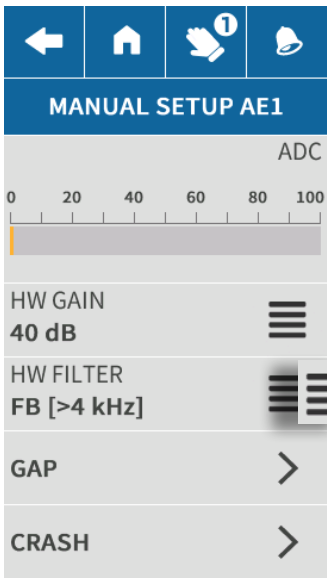 1
MANUAL SETUP AE1
ADC
0 20 40 60 80 100
HW GAIN
40 dB
HW FILTER
FB [>4 kHz]
GAP
CRASH